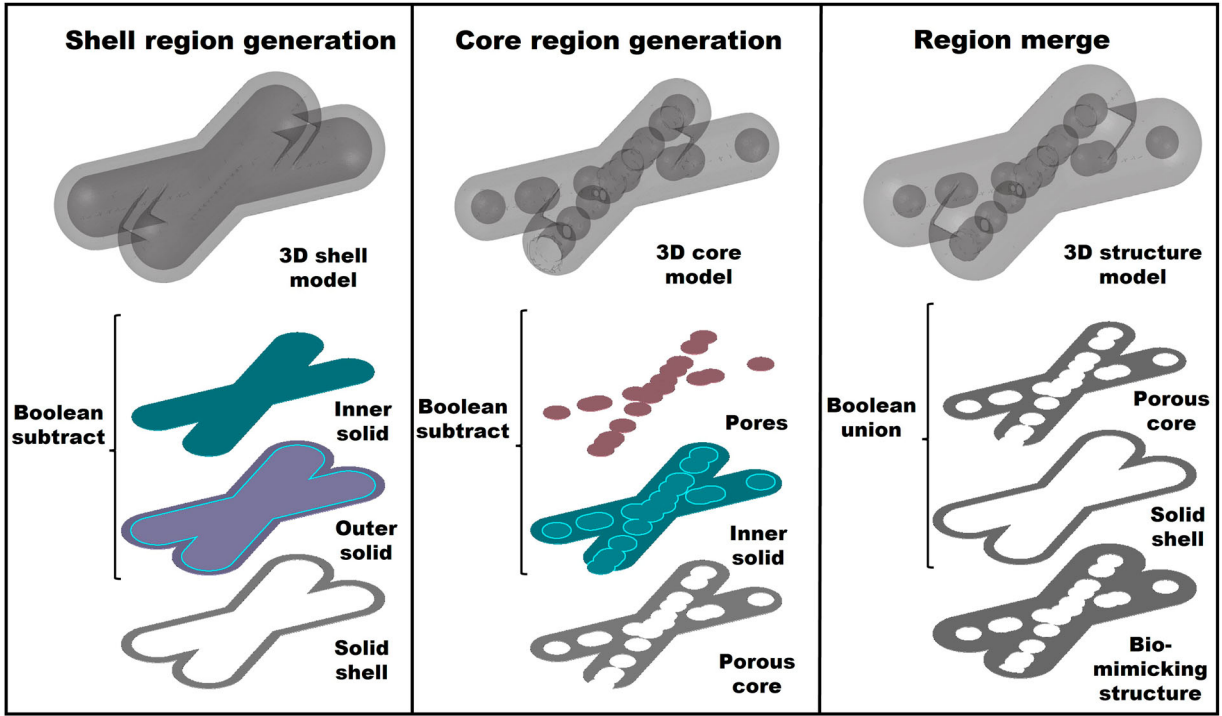 Shell region generation
3D shell
model
Boolean
subtract
Inner
solid
Outer
solid
Solid
shell
Core region generation
3D core
model
Boolean
subtract
Pores
Inner
solid
Porous
core
Region merge
3D structure
model
Boolean
union
Porous
core
Solid
shell
Bio-
mimicking
structure